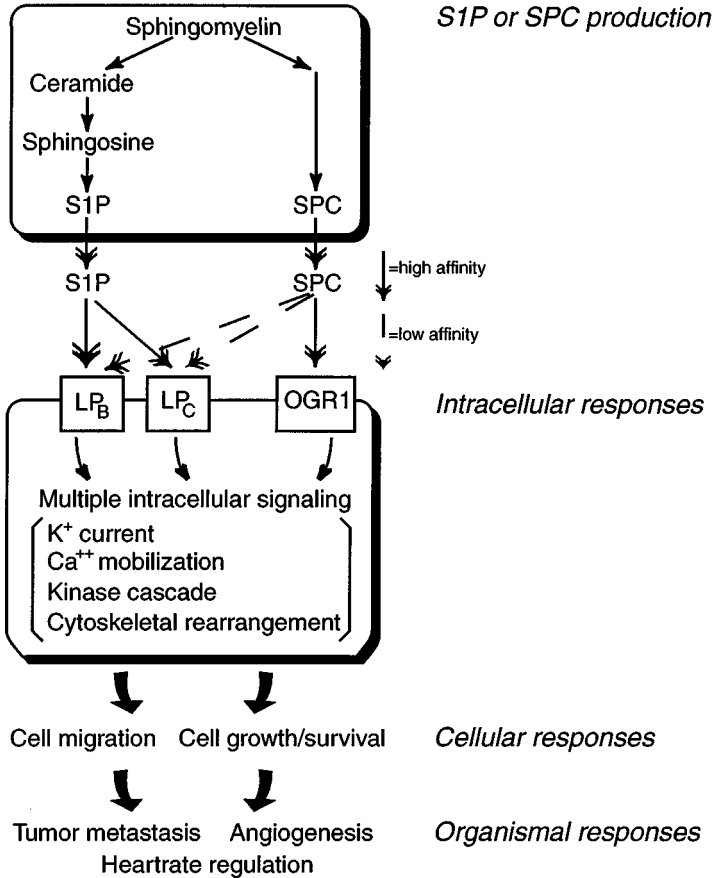 S1P or SPC production
Sphingomyelin
Ceramide
Sphingosine
S1P SPC
S1P SPC
=high affinity
=low affinity
LPB LPC OGR1
Intracellular responses
Multiple intracellular signaling
K+ current
Ca++ mobilization
Kinase cascade
Cytoskeletal rearrangement
Cell migration Cell growth/survival
Cellular responses
Tumor metastasis Angiogenesis
Organismal responses
Heartrate regulation